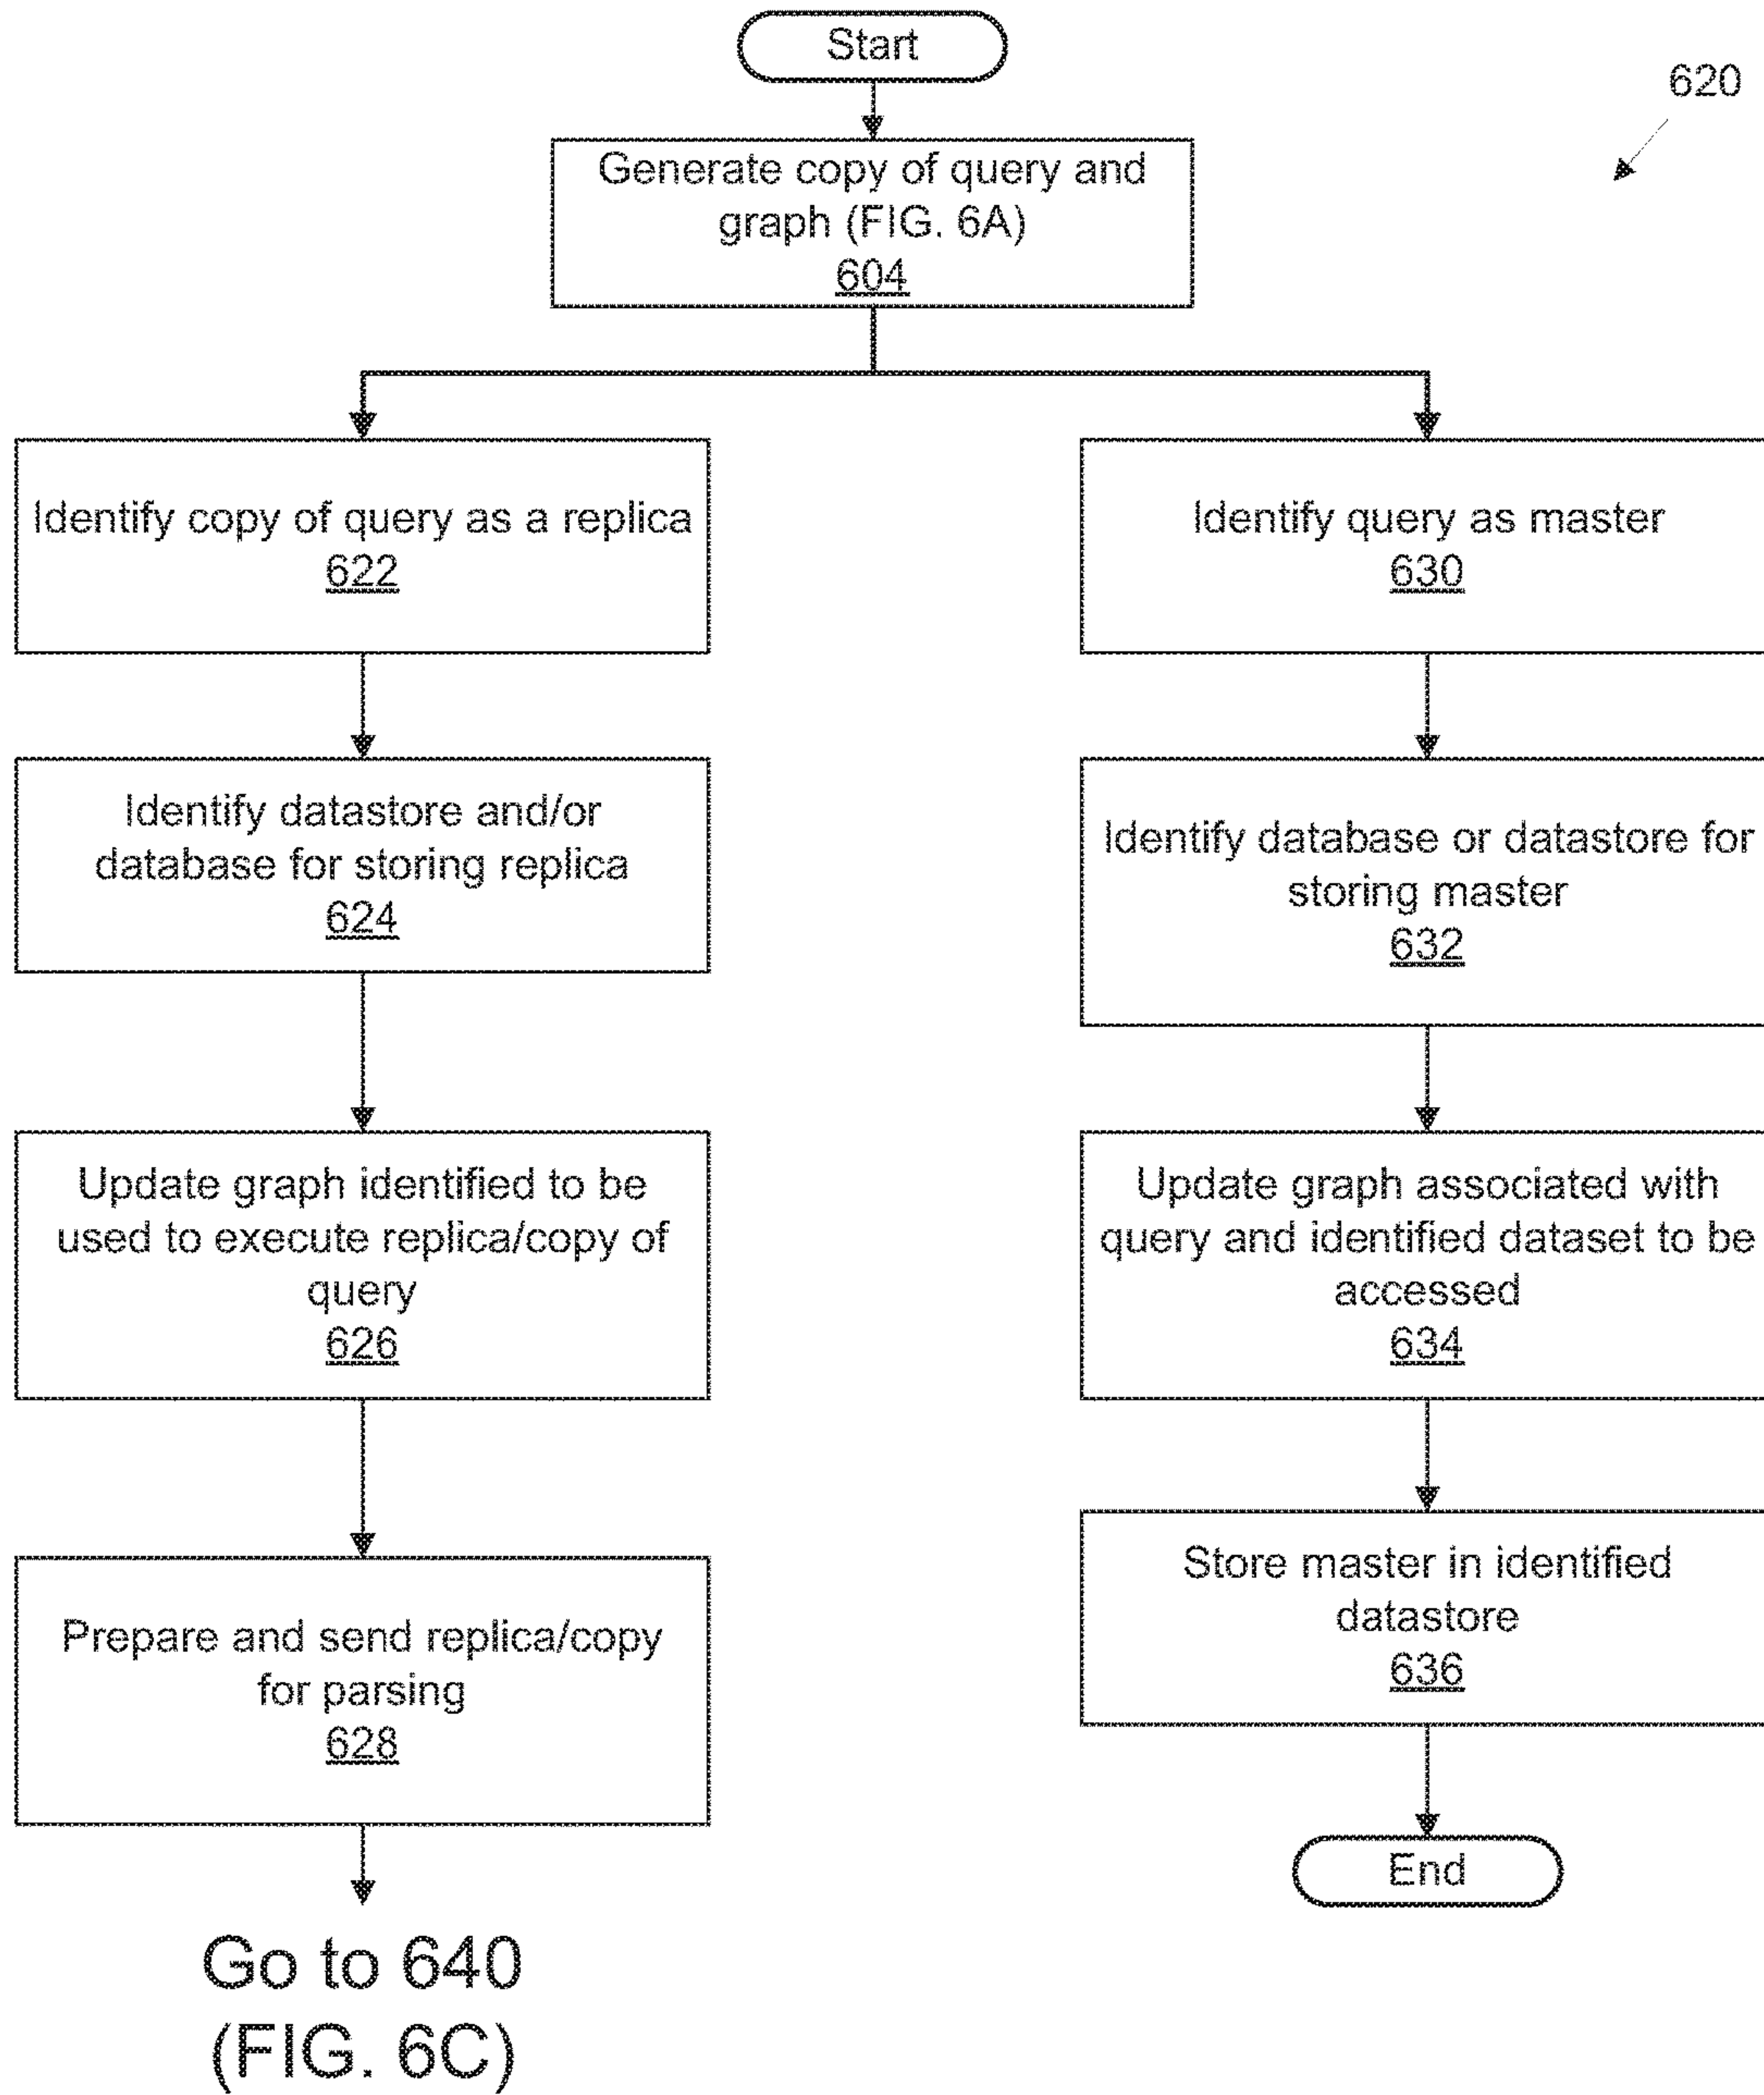 Start
620
Generate copy of query and
graph (FIG. 6A)
604
Identify copy of query as a replica
622
Identify datastore and/or
database for storing replica
624
Update graph identified to be
used to execute replica/copy of
query
626
Prepare and send replica/copy
for parsing
628
Go to 640
(FIG. 6C)
Identify query as master
630
Identify database or datastore for
storing master
632
Update graph associated with
query and identified dataset to be
accessed
634
Store master in identified
datastore
636
End